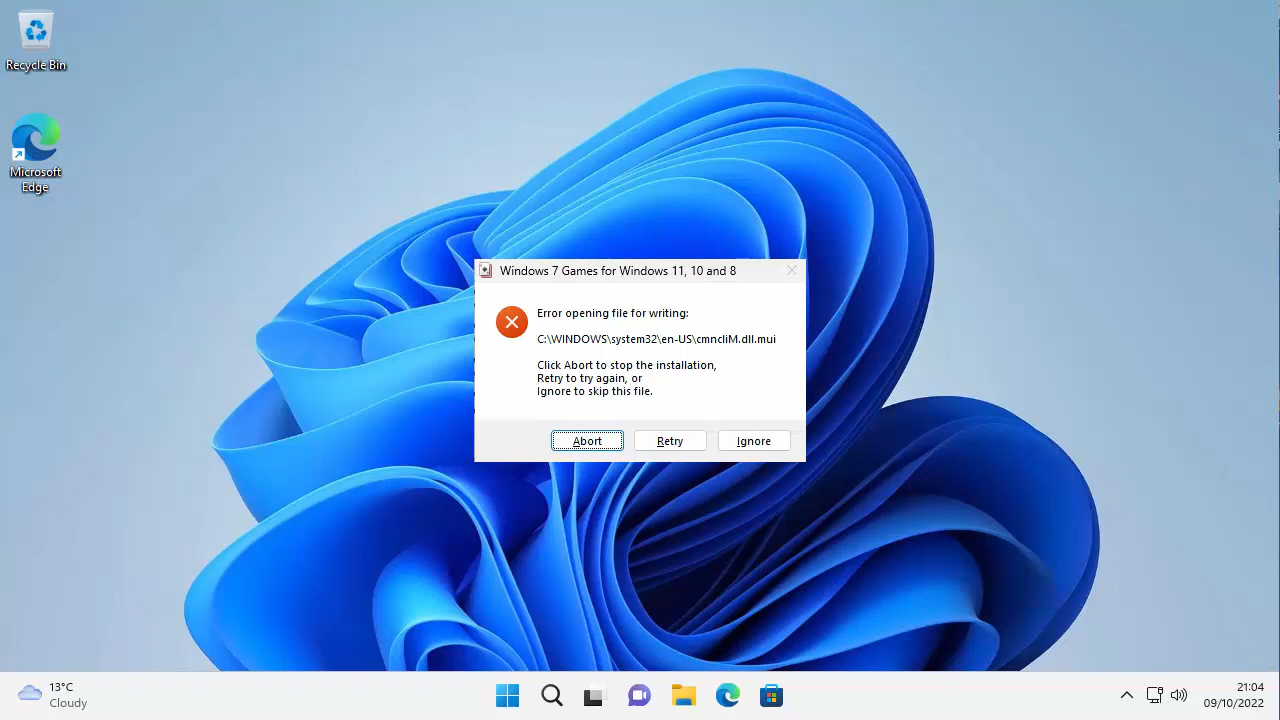 Recycle Bin
Microsoft
Edge
Windows 7 Games for Windows 11, 10 and 8
Error opening file for writing:
C:\WINDOWS\system32\en-US\cmncliM.dll.mui
Click Abort to stop the installation,
Retry to try again, or
Ignore to skip this file.
Abort Retry Ignore
13°C
Cloudy
21:04
09/10/2022